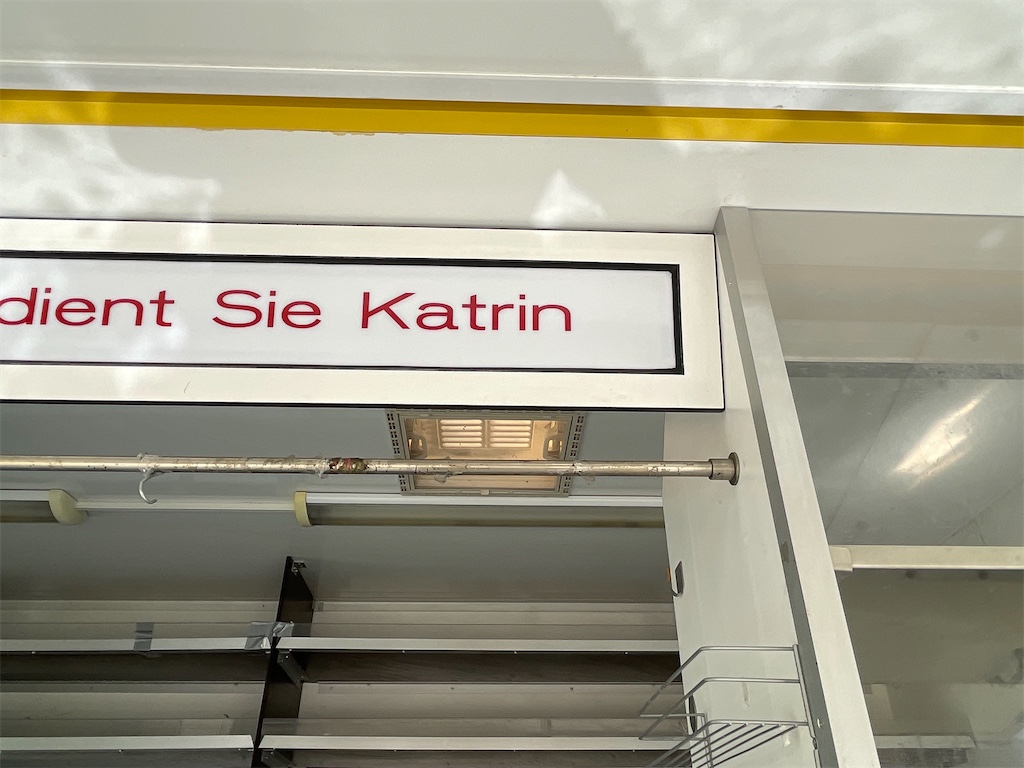 dient Sie Katrin